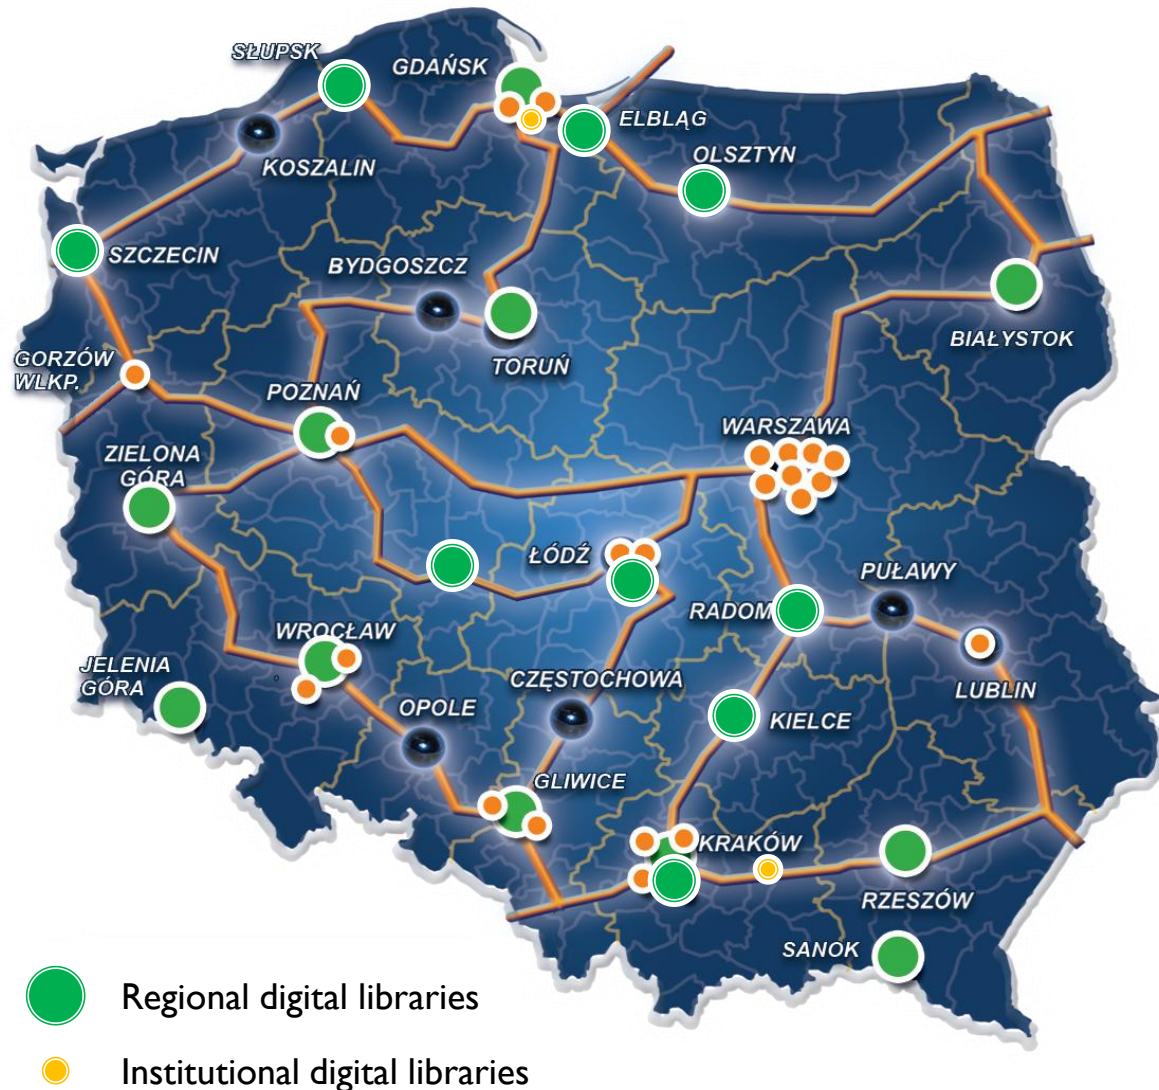 SŁUPSK
GDAŃSK
ELBLĄG
OLSZTYN
KOSZALIN
SZCZECIN
BYDGOSZCZ
BIAŁYSTOK
GORZÓW
WLKP.
TORUŃ
POZNAŃ
WARSZAWA
ZIELONA
GÓRA
ŁÓDŹ
PUŁAWY
RADOM
WROCŁAW
JELENIA
GÓRA
CZĘSTOCHOWA
LUBLIN
OPOLE
KIELCE
GLIWICE
KRAKÓW
RZESZÓW
SANOK
Regional digital libraries
Institutional digital libraries